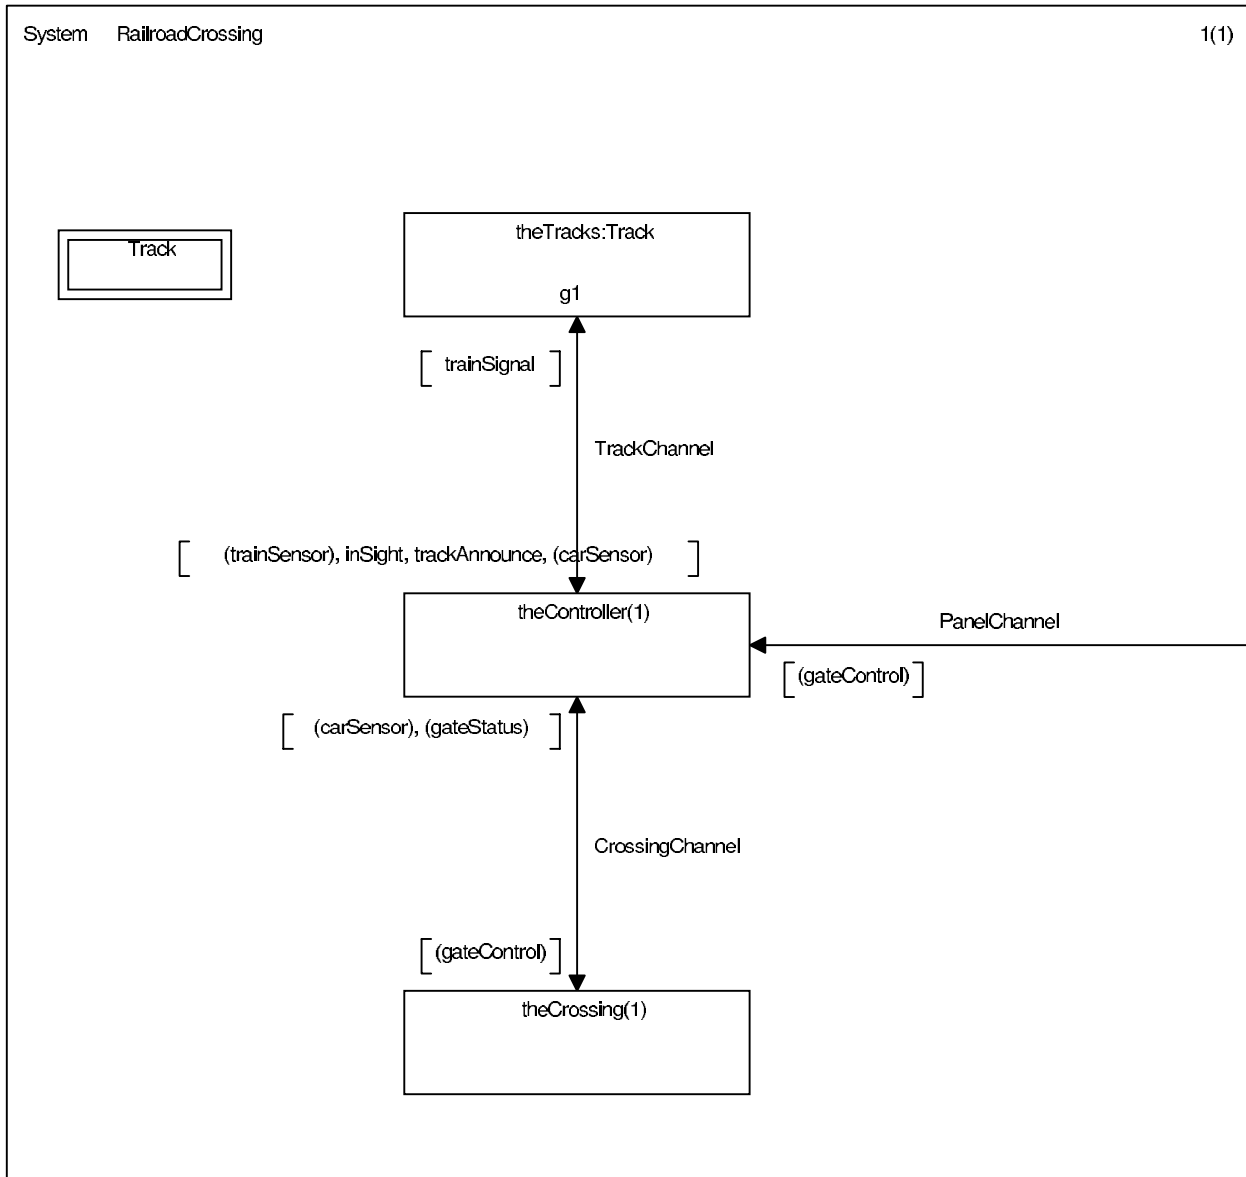 System RailroadCrossing 1(1)
theTracks:Track
Track
g1
[ trainSignal ]
TrackChannel
[ (trainSensor), inSight, trackAnnounce, (carSensor) ]
theController(1)
PanelChannel
[ (gateControl) ]
[ (carSensor), (gateStatus) ]
CrossingChannel
[ (gateControl) ]
theCrossing(1)